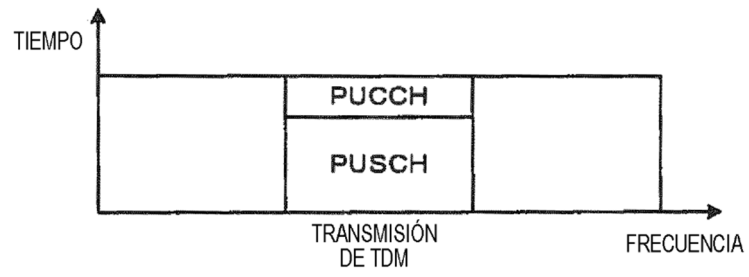 TIEMPO
PUCCH
PUSCH
TRANSMISIÓN
DE TDM
FRECUENCIA